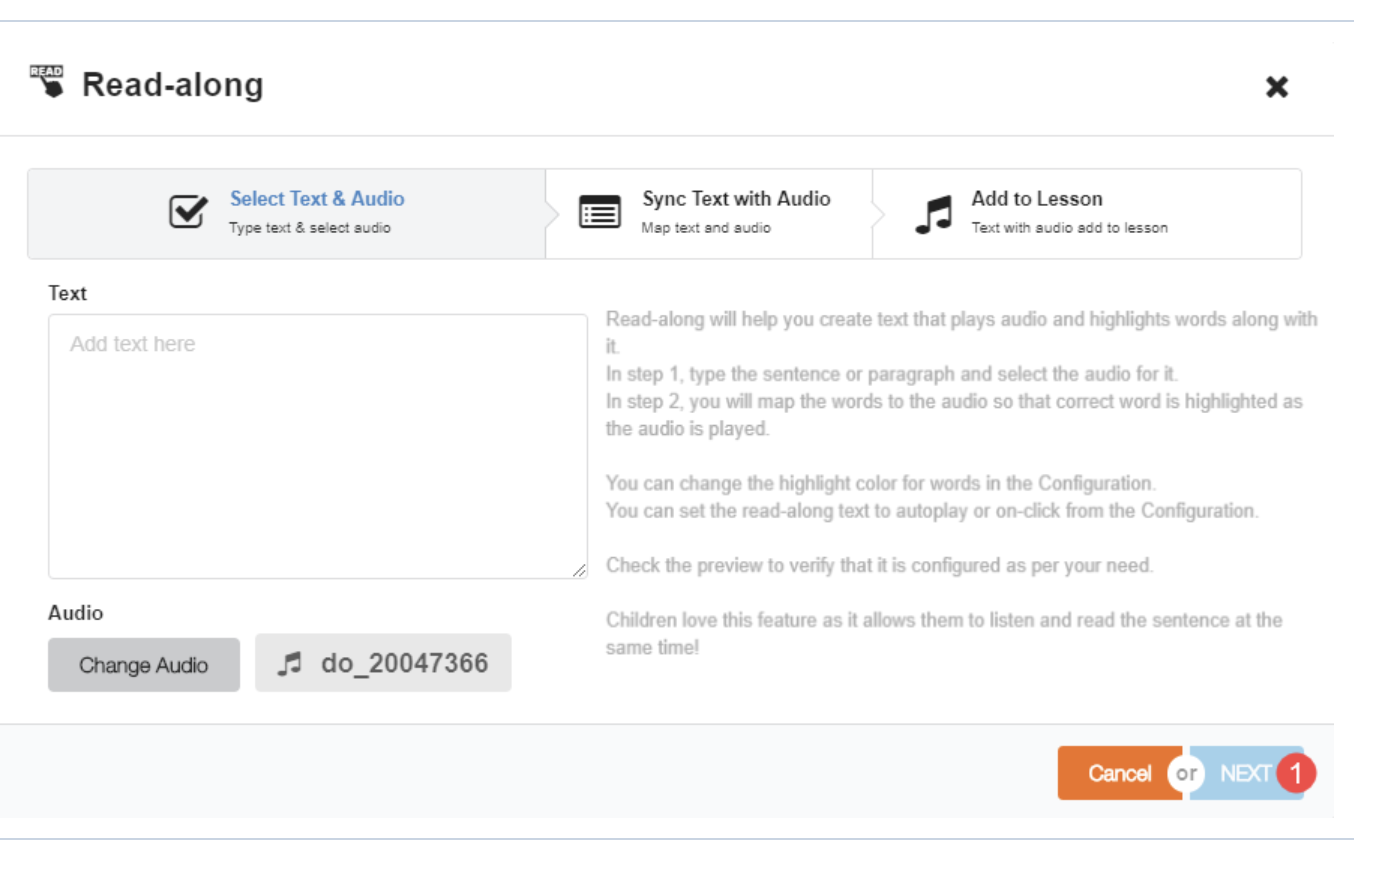 READ
Read-along
Select Text & Audio
Type text & select audio
Sync Text with Audio
Map text and audio
Add to Lesson
Text with audio add to lesson
Text
Add text here
Read-along will help you create text that plays audio and highlights words along with
it.
In step 1, type the sentence or paragraph and select the audio for it.
In step 2, you will map the words to the audio so that correct word is highlighted as
the audio is played.
You can change the highlight color for words in the Configuration.
You can set the read-along text to autoplay or on-click from the Configuration.
Check the preview to verify that it is configured as per your need.
Children love this feature as it allows them to listen and read the sentence at the
same time!
Audio
Change Audio
do_20047366
Cancel or NEXT 1